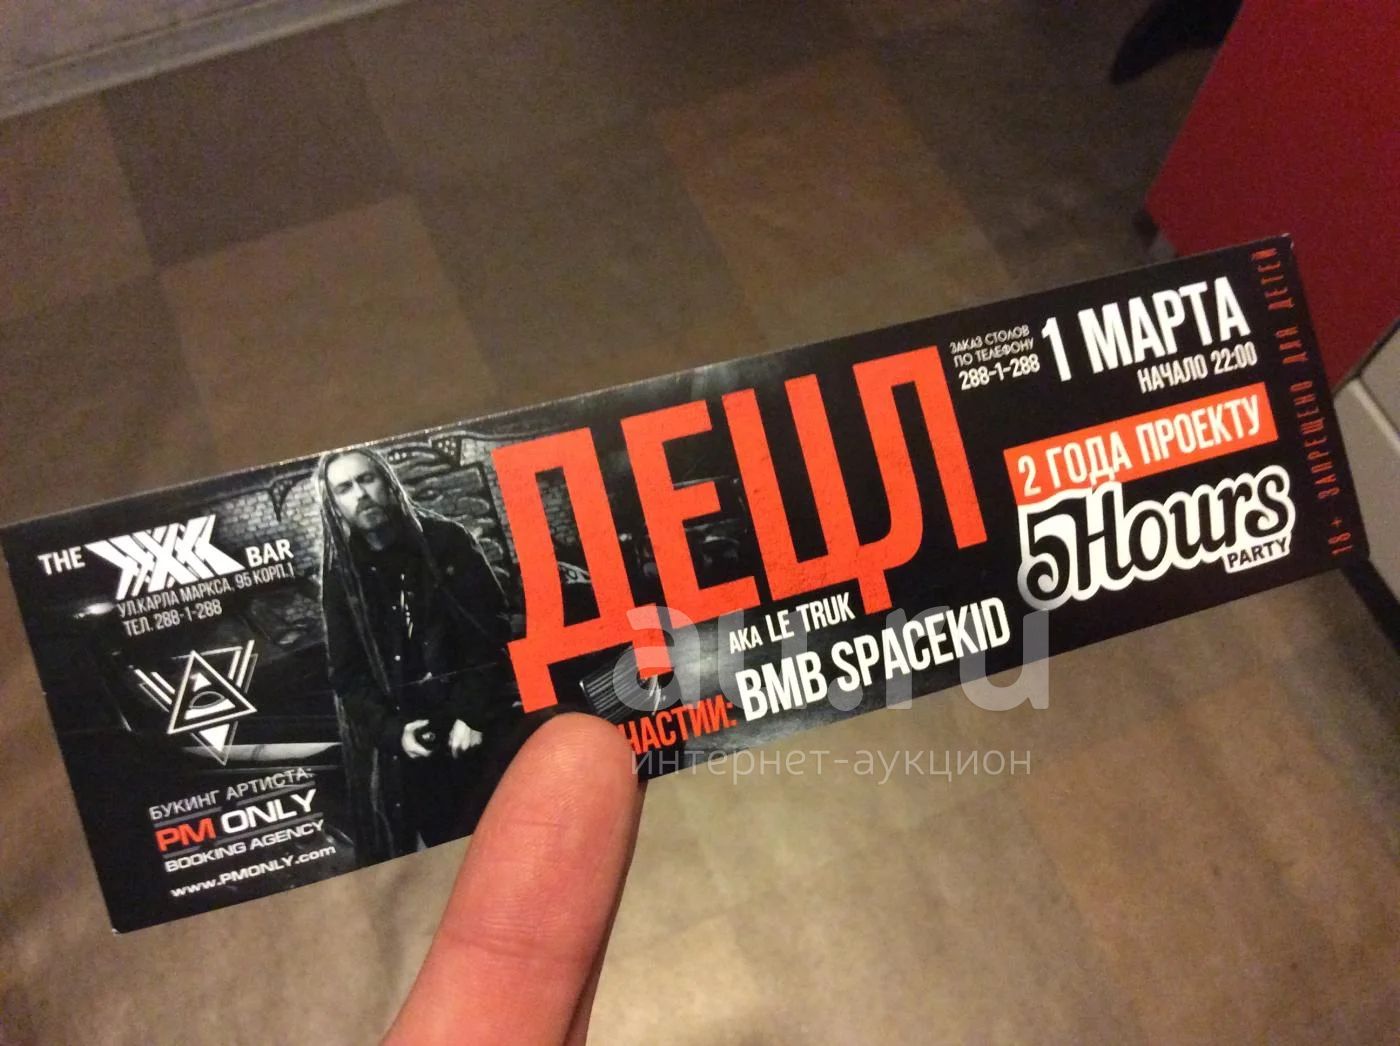 THE XXXX BAR
УЛ.КАРЛА МАРКСА, 95 КОРП.1
ТЕЛ. 288-1-288
БУКИНГ АРТИСТА:
PM ONLY
BOOKING AGENCY
www.PMONLY.com
ДЕЦЛ
AKA LE TRUK
BMB SPACEKID
ЗАКАЗ СТОЛОВ
ПО ТЕЛЕФОНУ
288-1-288
1 МАРТА
НАЧАЛО 22:00
2 ГОДА ПРОЕКТУ
5Hours
PARTY
18+ ЗАПРЕЩЕНО ДЛЯ ДЕТЕЙ
au.ru
интернет-аукцион